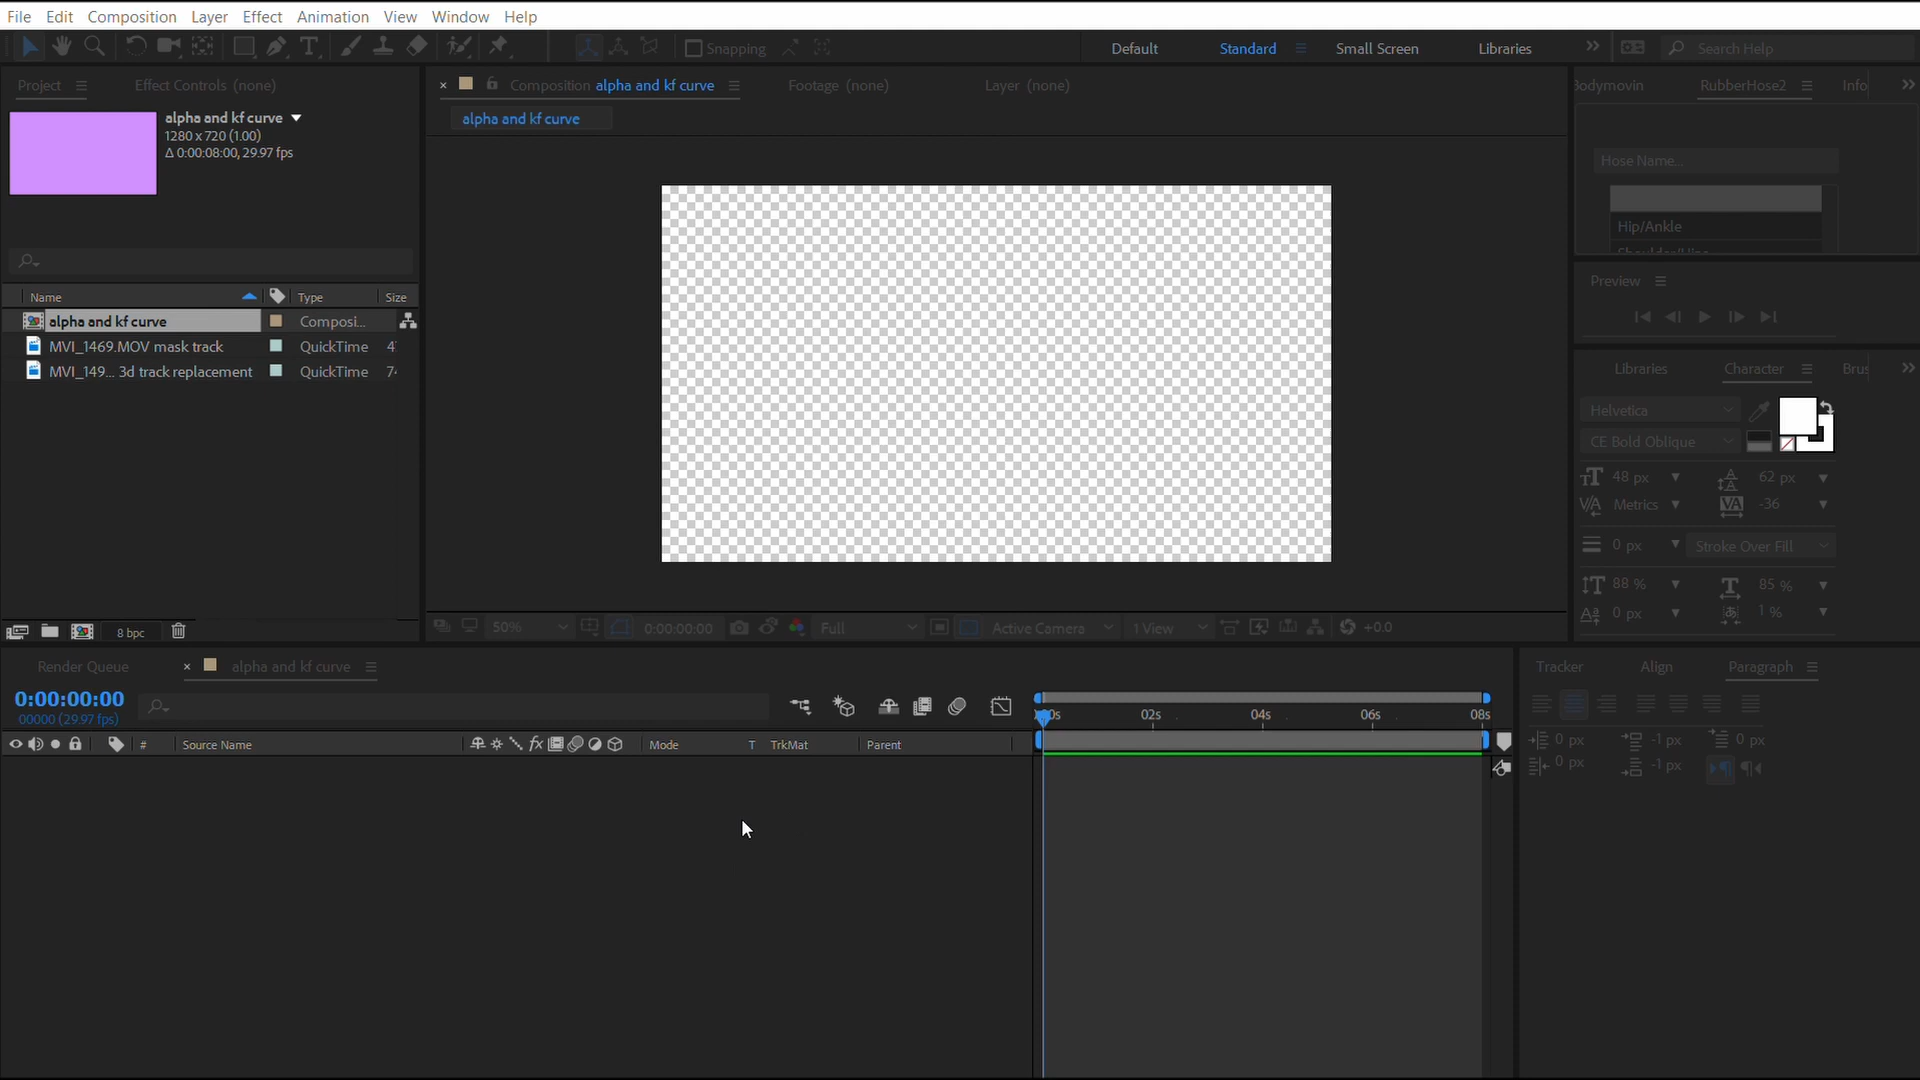 File Edit Composition Layer Effect Animation View Window Help
Snapping
Default Standard Small Screen Libraries
Search Help
Project Effect Controls (none)
alpha and kf curve
1280 x 720 (1.00)
Δ 0:00:08:00, 29.97 fps
Name Type Size
alpha and kf curve Composi...
MVI_1469.MOV mask track QuickTime
MVI_149... 3d track replacement QuickTime
8 bpc
Composition alpha and kf curve Footage (none) Layer (none)
alpha and kf curve
50% 0:00:00:00 Full Active Camera 1 View +0.0
Bodymovin RubberHose2 Info
Hose Name...
Hip/Ankle
Preview
Libraries Character
Helvetica
CE Bold Oblique
48 px 62 px
Metrics -36
0 px Stroke Over Fill
88 % 85 %
0 px 1 %
Render Queue alpha and kf curve
0:00:00:00
00000 (29.97 fps)
# Source Name Mode T TrkMat Parent
02s 04s 06s 08s
Tracker Align Paragraph
0 px -1 px 0 px
0 px -1 px